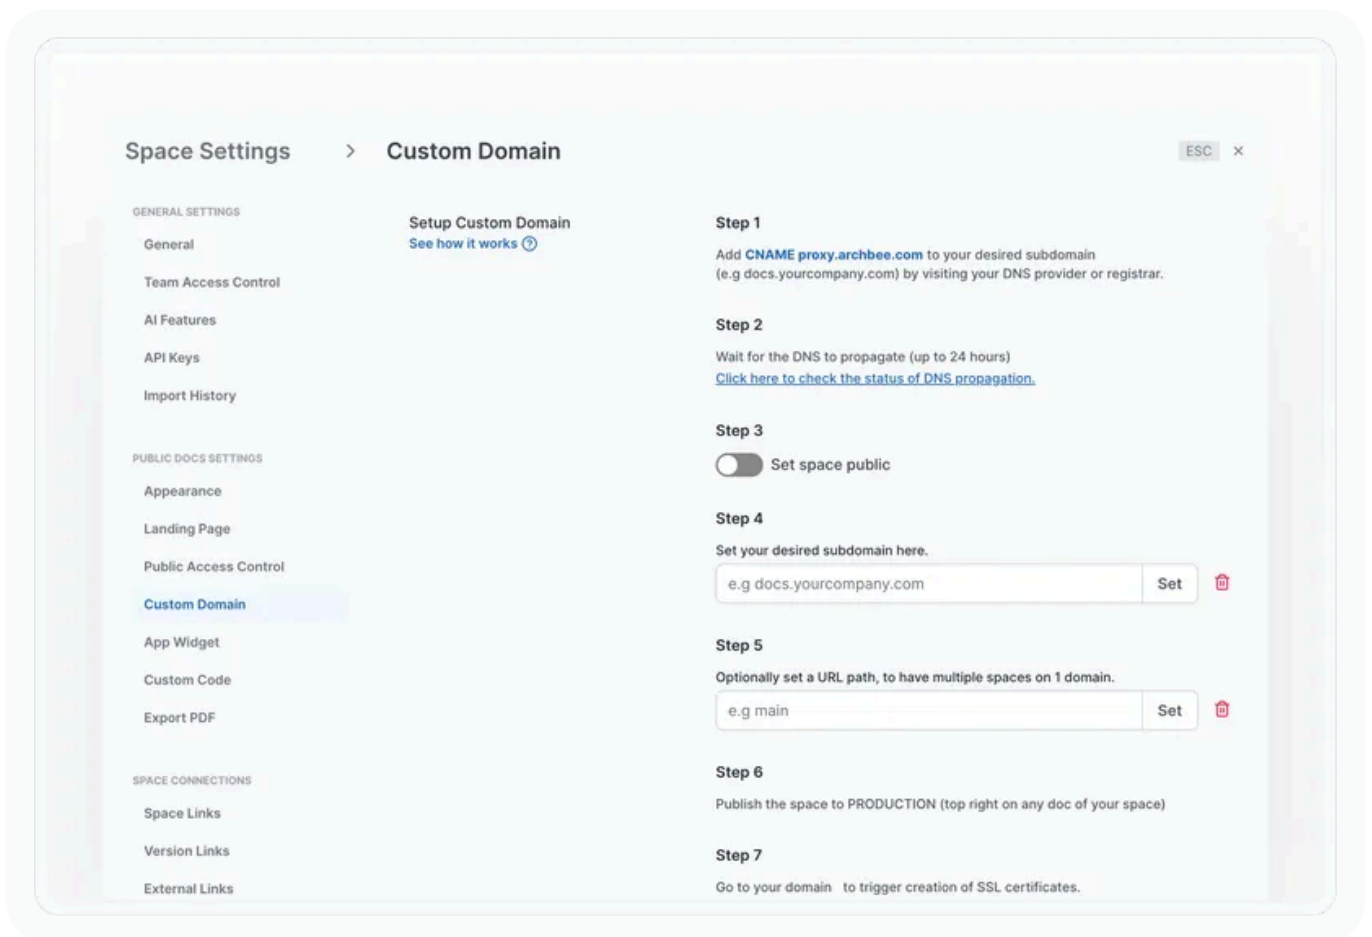 Space Settings > Custom Domain
ESC ×
GENERAL SETTINGS
General
Team Access Control
AI Features
API Keys
Import History
PUBLIC DOCS SETTINGS
Appearance
Landing Page
Public Access Control
Custom Domain
App Widget
Custom Code
Export PDF
SPACE CONNECTIONS
Space Links
Version Links
External Links
Setup Custom Domain
See how it works ?
Step 1
Add CNAME proxy.archbee.com to your desired subdomain
(e.g docs.yourcompany.com) by visiting your DNS provider or registrar.
Step 2
Wait for the DNS to propagate (up to 24 hours)
Click here to check the status of DNS propagation.
Step 3
Set space public
Step 4
Set your desired subdomain here.
e.g docs.yourcompany.com Set
Step 5
Optionally set a URL path, to have multiple spaces on 1 domain.
e.g main Set
Step 6
Publish the space to PRODUCTION (top right on any doc of your space)
Step 7
Go to your domain to trigger creation of SSL certificates.